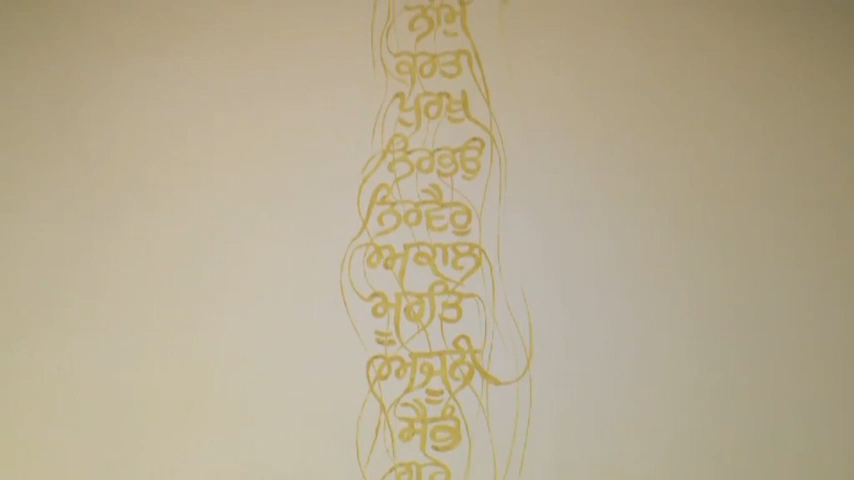 ਨਾਮੁ
ਕਰਤਾ
ਪੁਰਖੁ
ਨਿਰਭਉ
ਨਿਰਵੈਰੁ
ਅਕਾਲ
ਮੂਰਤਿ
ਅਜੂਨੀ
ਸੈਭੰ